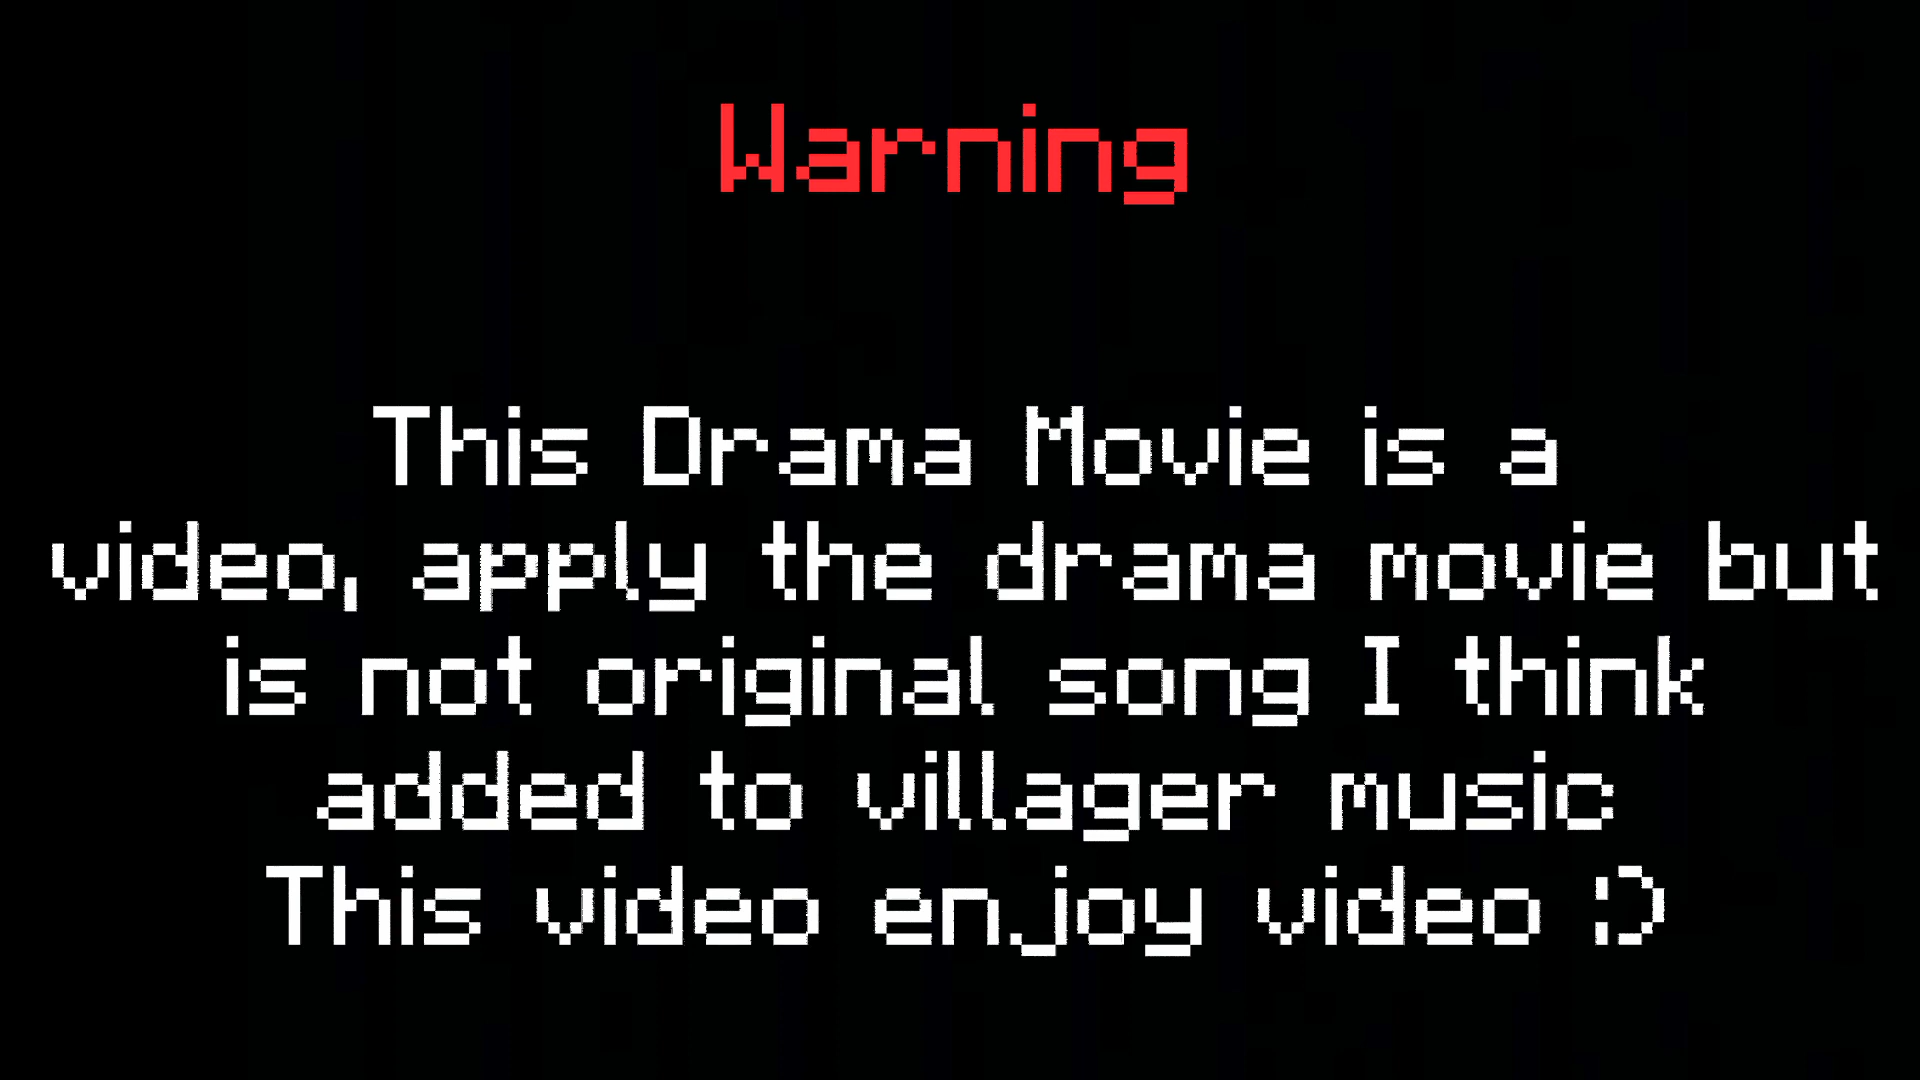 Warning
This Drama Movie is a
video, apply the drama movie but
is not original song I think
added to villager music
This video enjoy video :)